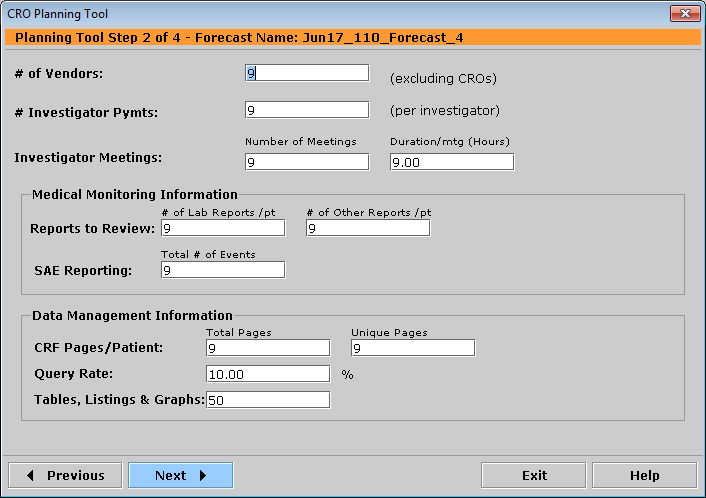 CRO Planning Tool
Planning Tool Step 2 of 4 - Forecast Name: Jun17_110_Forecast_4
# of Vendors: 9 (excluding CROs)
# Investigator Pymts: 9 (per investigator)
Number of Meetings Duration/mtg (Hours)
Investigator Meetings: 9 9.00
Medical Monitoring Information
# of Lab Reports /pt # of Other Reports /pt
Reports to Review: 9 9
Total # of Events
SAE Reporting: 9
Data Management Information
Total Pages Unique Pages
CRF Pages/Patient: 9 9
Query Rate: 10.00 %
Tables, Listings & Graphs: 50
Previous Next Exit Help